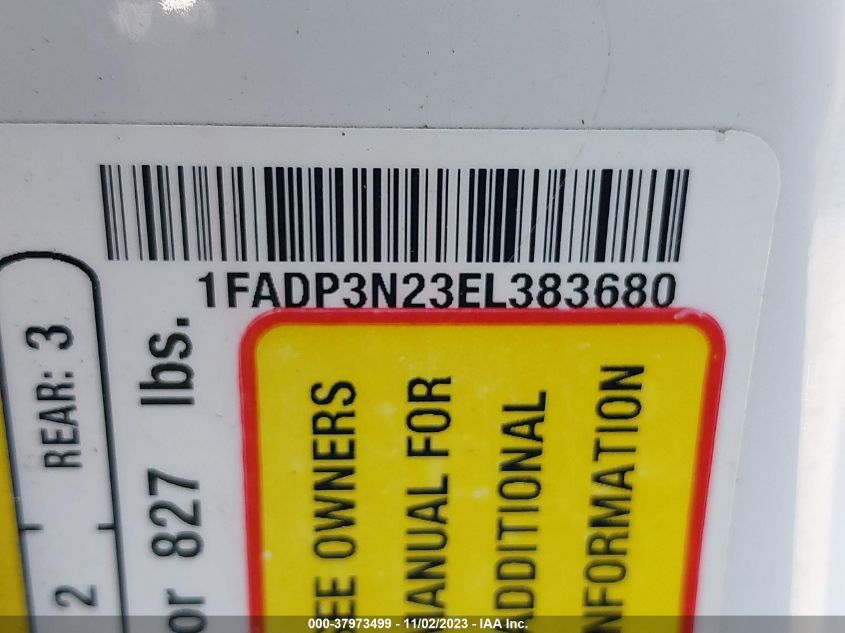 1FADP3N23EL383680
REAR: 3
2
or 827 lbs.
SEE OWNERS
MANUAL FOR
ADDITIONAL
INFORMATION
000-37973499 - 11/02/2023 - IAA Inc.